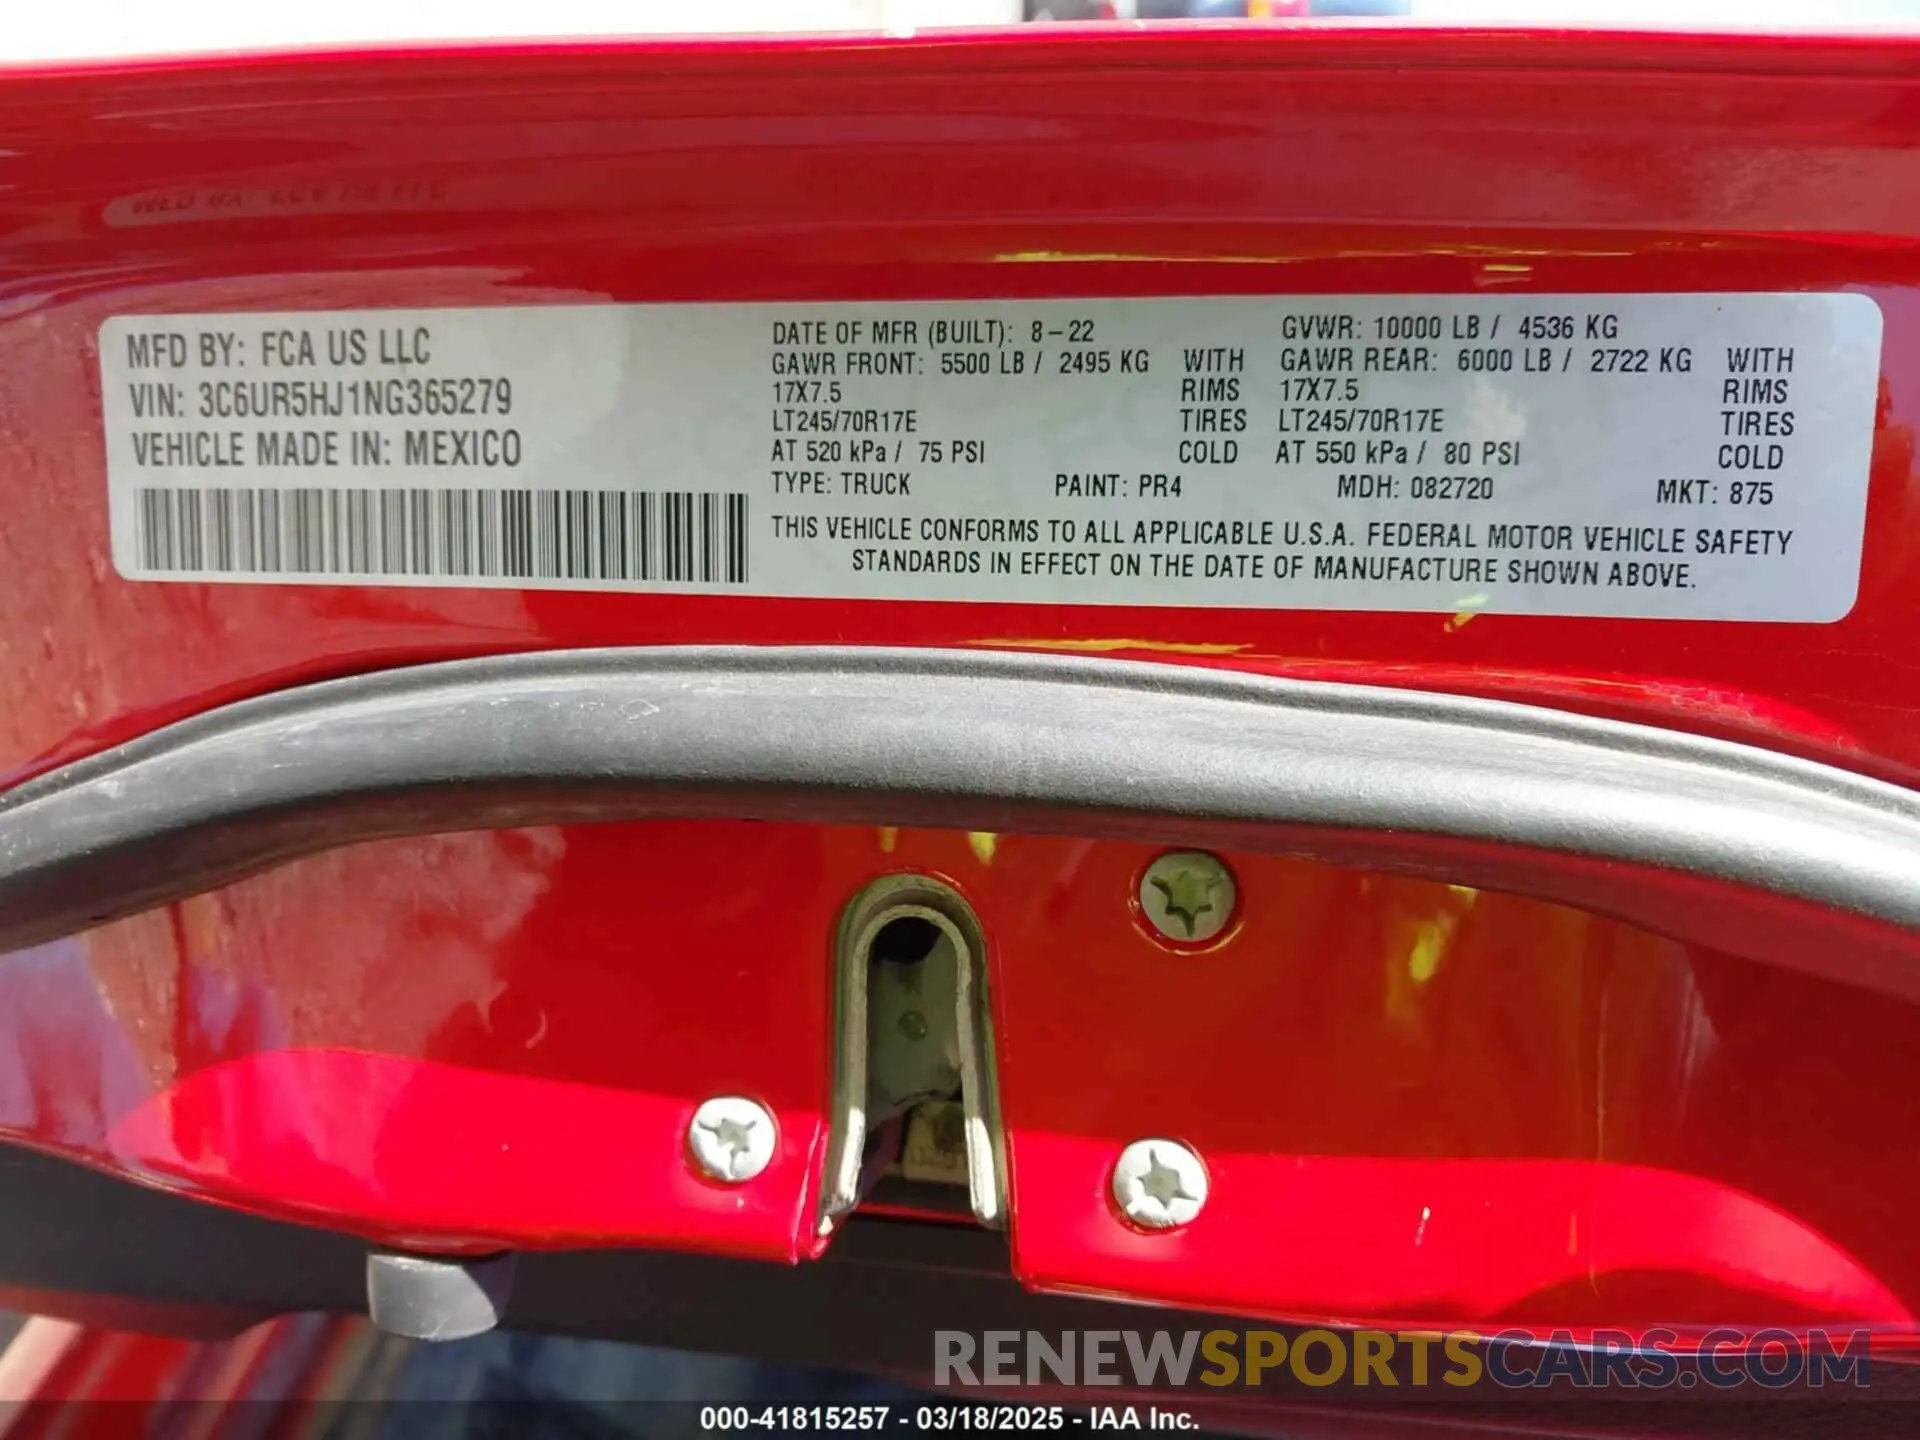 MFD BY: FCA US LLC
VIN: 3C6UR5HJ1NG365279
VEHICLE MADE IN: MEXICO
DATE OF MFR (BUILT): 8-22 GVWR: 10000 LB / 4536 KG
GAWR FRONT: 5500 LB / 2495 KG WITH GAWR REAR: 6000 LB / 2722 KG WITH
17X7.5 RIMS 17X7.5 RIMS
LT245/70R17E TIRES LT245/70R17E TIRES
AT 520 kPa / 75 PSI COLD AT 550 kPa / 80 PSI COLD
TYPE: TRUCK PAINT: PR4 MDH: 082720 MKT: 875
THIS VEHICLE CONFORMS TO ALL APPLICABLE U.S.A. FEDERAL MOTOR VEHICLE SAFETY
STANDARDS IN EFFECT ON THE DATE OF MANUFACTURE SHOWN ABOVE.
RENEWSPORTSCARS.COM
000-41815257 - 03/18/2025 - IAA Inc.